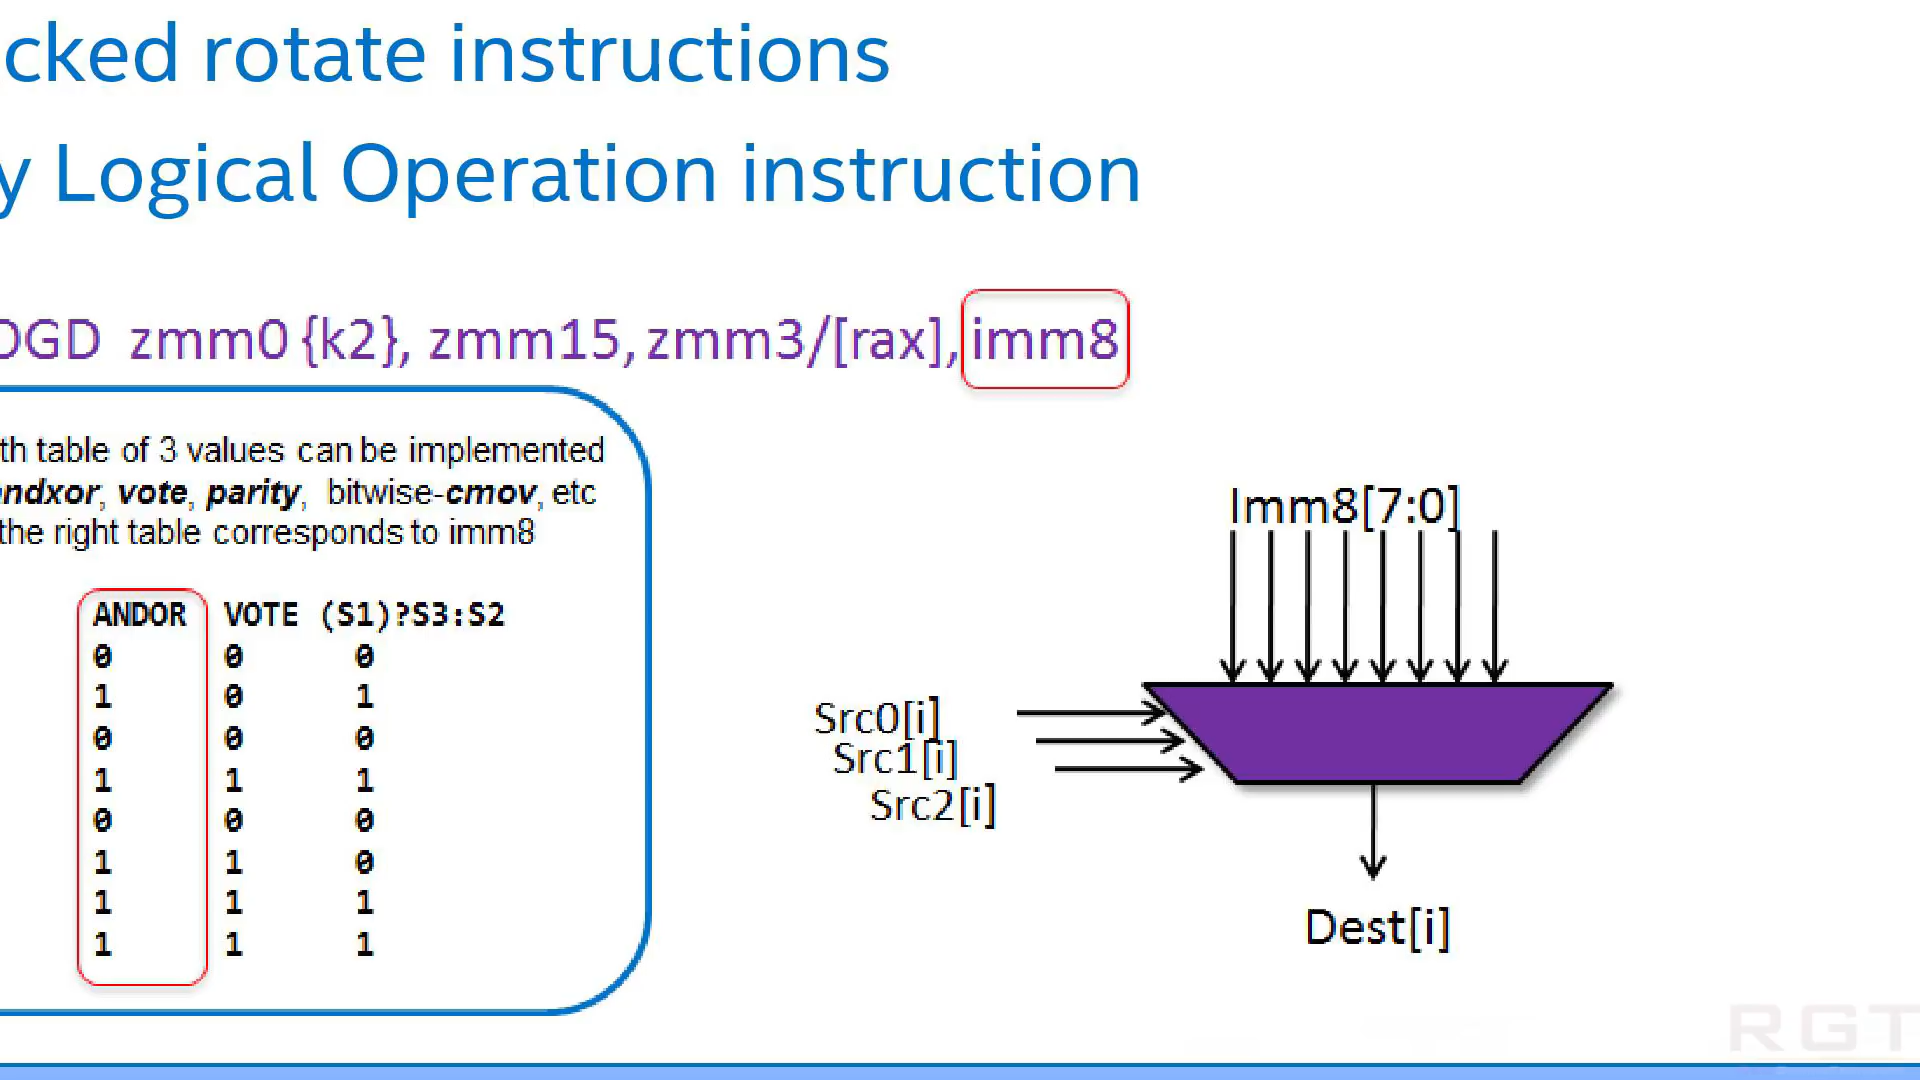 cked rotate instructions
y Logical Operation instruction
OGD zmm0 {k2}, zmm15, zmm3/[rax], imm8
th table of 3 values can be implemented
andxor, vote, parity, bitwise-cmov, etc
the right table corresponds to imm8
ANDOR VOTE (S1)?S3:S2
0 0 0
1 0 1
0 0 0
1 1 1
0 0 0
1 1 0
1 1 1
1 1 1
Imm8[7:0]
Src0[i]
Src1[i]
Src2[i]
Dest[i]
RGT